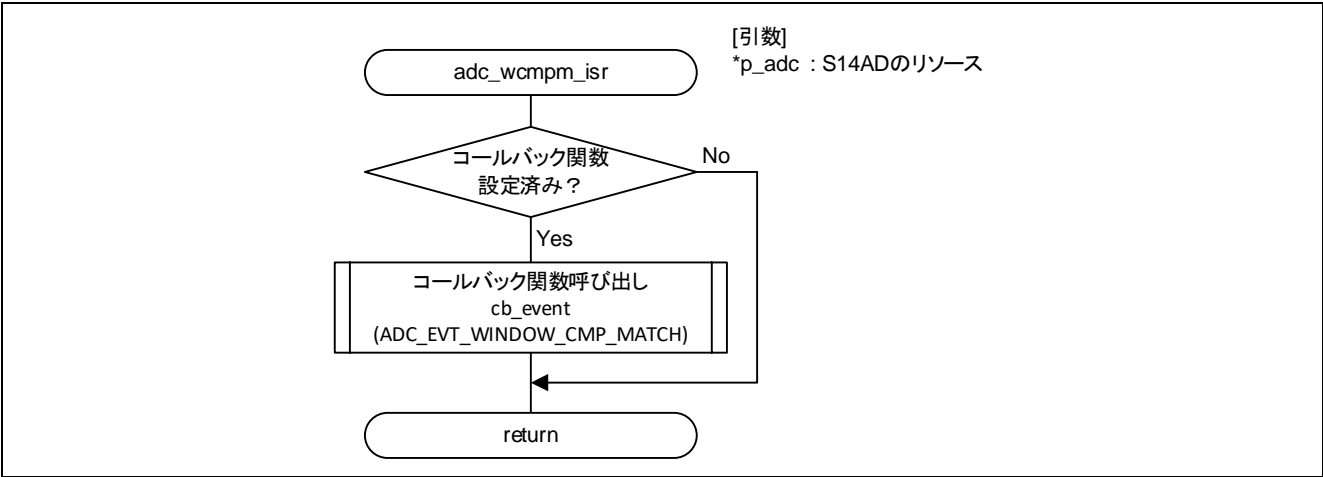 [引数]
*p_adc : S14ADのリソース
adc_wcmpm_isr
コールバック関数
設定済み？
No
Yes
コールバック関数呼び出し
cb_event
(ADC_EVT_WINDOW_CMP_MATCH)
return